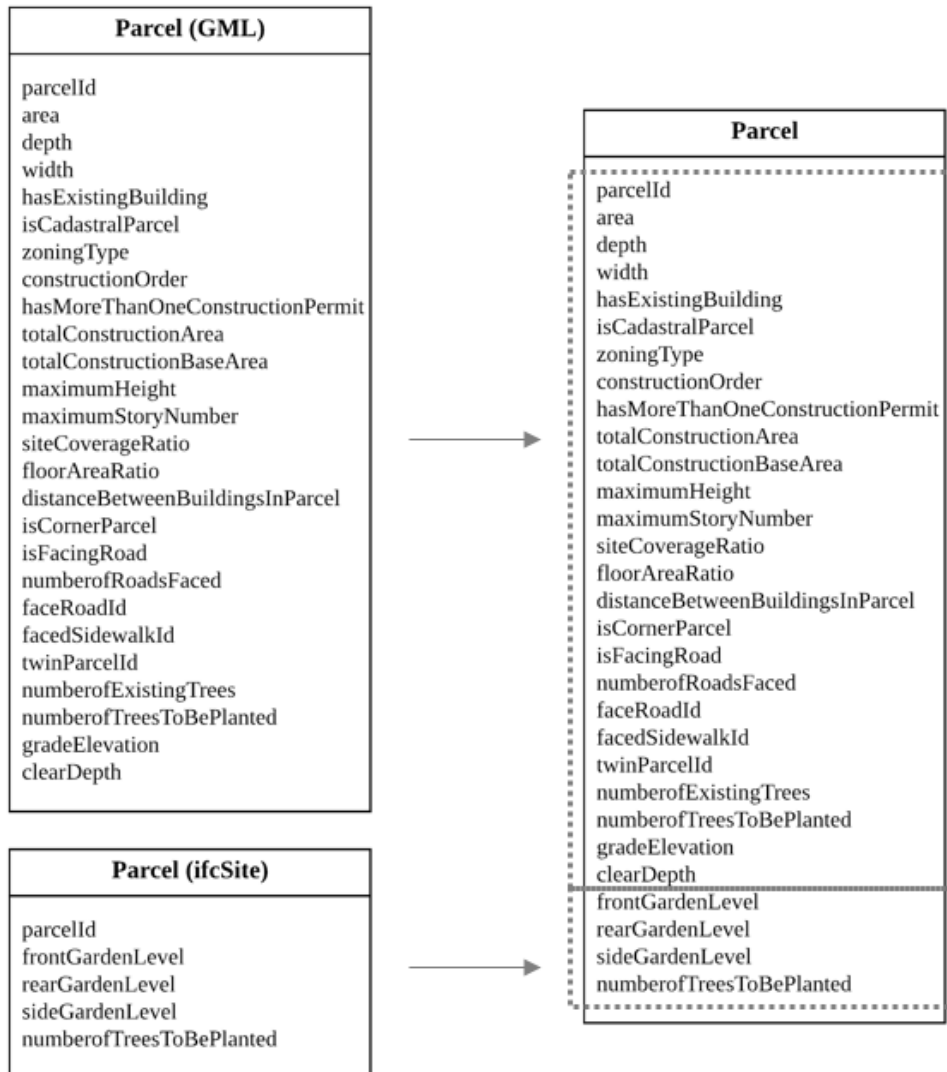 Parcel (GML)
parcelId
area
depth
width
hasExistingBuilding
isCadastralParcel
zoningType
constructionOrder
hasMoreThanOneConstructionPermit
totalConstructionArea
totalConstructionBaseArea
maximumHeight
maximumStoryNumber
siteCoverageRatio
floorAreaRatio
distanceBetweenBuildingsInParcel
isCornerParcel
isFacingRoad
numberofRoadsFaced
faceRoadId
facedSidewalkId
twinParcelId
numberofExistingTrees
numberofTreesToBePlanted
gradeElevation
clearDepth
Parcel (ifcSite)
parcelId
frontGardenLevel
rearGardenLevel
sideGardenLevel
numberofTreesToBePlanted
Parcel
parcelId
area
depth
width
hasExistingBuilding
isCadastralParcel
zoningType
constructionOrder
hasMoreThanOneConstructionPermit
totalConstructionArea
totalConstructionBaseArea
maximumHeight
maximumStoryNumber
siteCoverageRatio
floorAreaRatio
distanceBetweenBuildingsInParcel
isCornerParcel
isFacingRoad
numberofRoadsFaced
faceRoadId
facedSidewalkId
twinParcelId
numberofExistingTrees
numberofTreesToBePlanted
gradeElevation
clearDepth
frontGardenLevel
rearGardenLevel
sideGardenLevel
numberofTreesToBePlanted